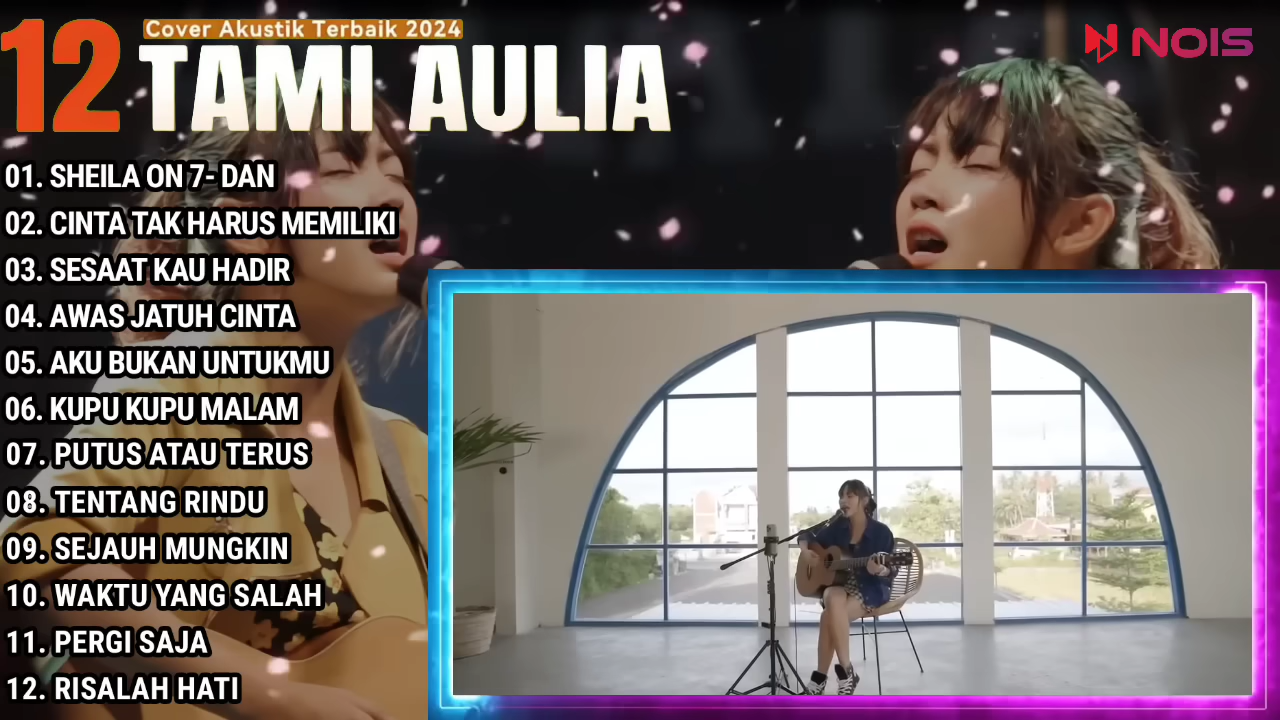 12
Cover Akustik Terbaik 2024
TAMI AULIA
NOIS
01. SHEILA ON 7- DAN
02. CINTA TAK HARUS MEMILIKI
03. SESAAT KAU HADIR
04. AWAS JATUH CINTA
05. AKU BUKAN UNTUKMU
06. KUPU KUPU MALAM
07. PUTUS ATAU TERUS
08. TENTANG RINDU
09. SEJAUH MUNGKIN
10. WAKTU YANG SALAH
11. PERGI SAJA
12. RISALAH HATI